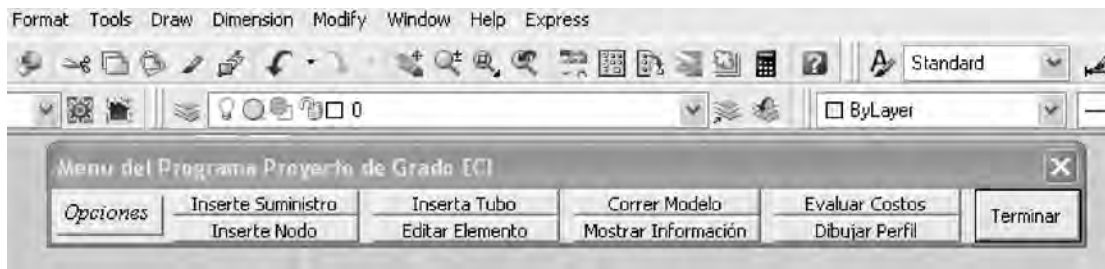 Format Tools Draw Dimension Modify Window Help Express
Standard
0 ByLayer
Menu del Programa Proyecto de Grado ECI
Opciones Inserte Suministro Inserta Tubo Correr Modelo Evaluar Costos Terminar
Inserte Nodo Editar Elemento Mostrar Información Dibujar Perfil